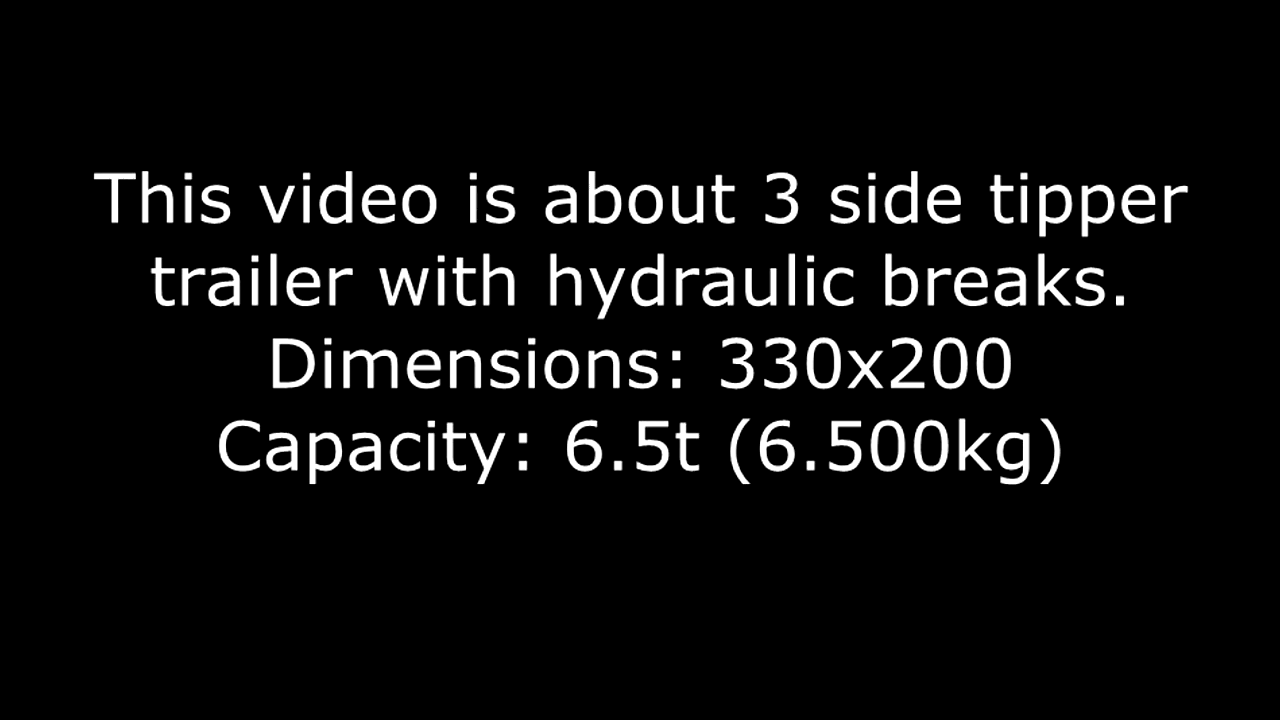 This video is about 3 side tipper
trailer with hydraulic breaks.
Dimensions: 330x200
Capacity: 6.5t (6.500kg)